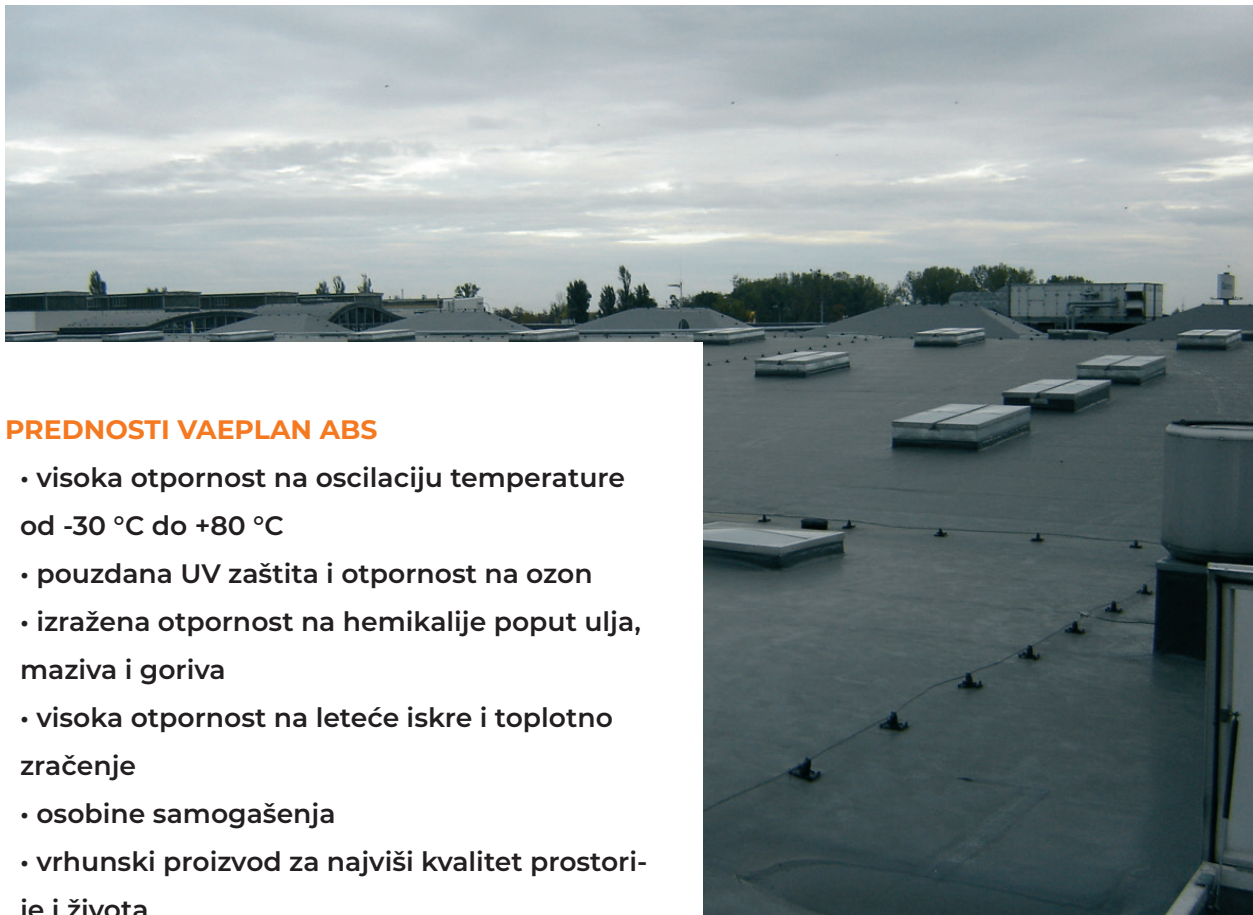 PREDNOSTI VAEPLAN ABS
• visoka otpornost na oscilaciju temperature
od -30 °C do +80 °C
• pouzdana UV zaštita i otpornost na ozon
• izražena otpornost na hemikalije poput ulja,
maziva i goriva
• visoka otpornost na leteće iskre i toplotno
zračenje
• osobine samogašenja
• vrhunski proizvod za najviši kvalitet prostori-
je i života